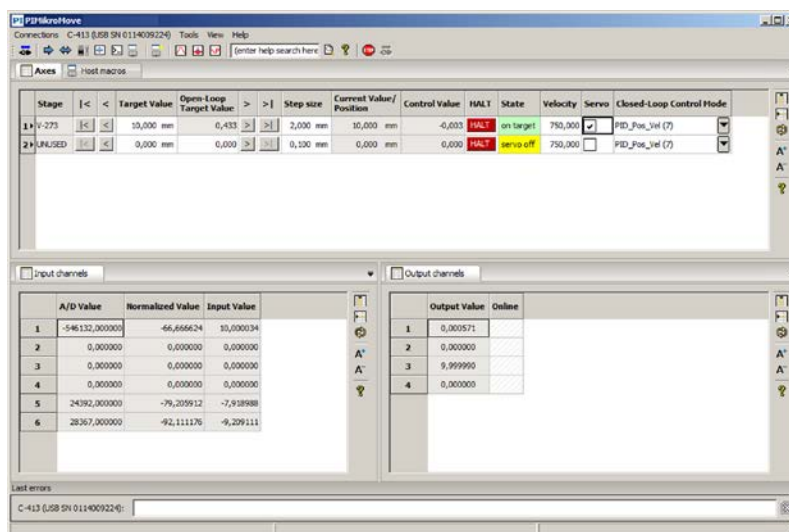 PI PIMikroMove
Connections C-413 (USB SN 0114009224) Tools View Help
(enter help search here
Axes Host macros
Stage |< < Target Value Open-Loop Target Value > >| Step size Current Value/ Position Control Value HALT State Velocity Servo Closed-Loop Control Mode
1 V-273 |< < 10,000 mm 0,433 > >| 2,000 mm 10,000 mm -0,003 HALT on target 750,000 PID_Pos_Vel (7)
2 UNUSED |< < 0,000 mm 0,000 > >| 0,100 mm 0,000 mm 0,000 HALT servo off 750,000 PID_Pos_Vel (7)
Input channels
A/D Value Normalized Value Input Value
1 -546132,000000 -66,666624 10,000034
2 0,000000 0,000000 0,000000
3 0,000000 0,000000 0,000000
4 0,000000 0,000000 0,000000
5 24392,000000 -79,205912 -7,918988
6 28367,000000 -92,111176 -9,209111
Output channels
Output Value Online
1 0,000571
2 0,000000
3 9,999990
4 0,000000
A+
A-
?
Last errors
C-413 (USB SN 0114009224):